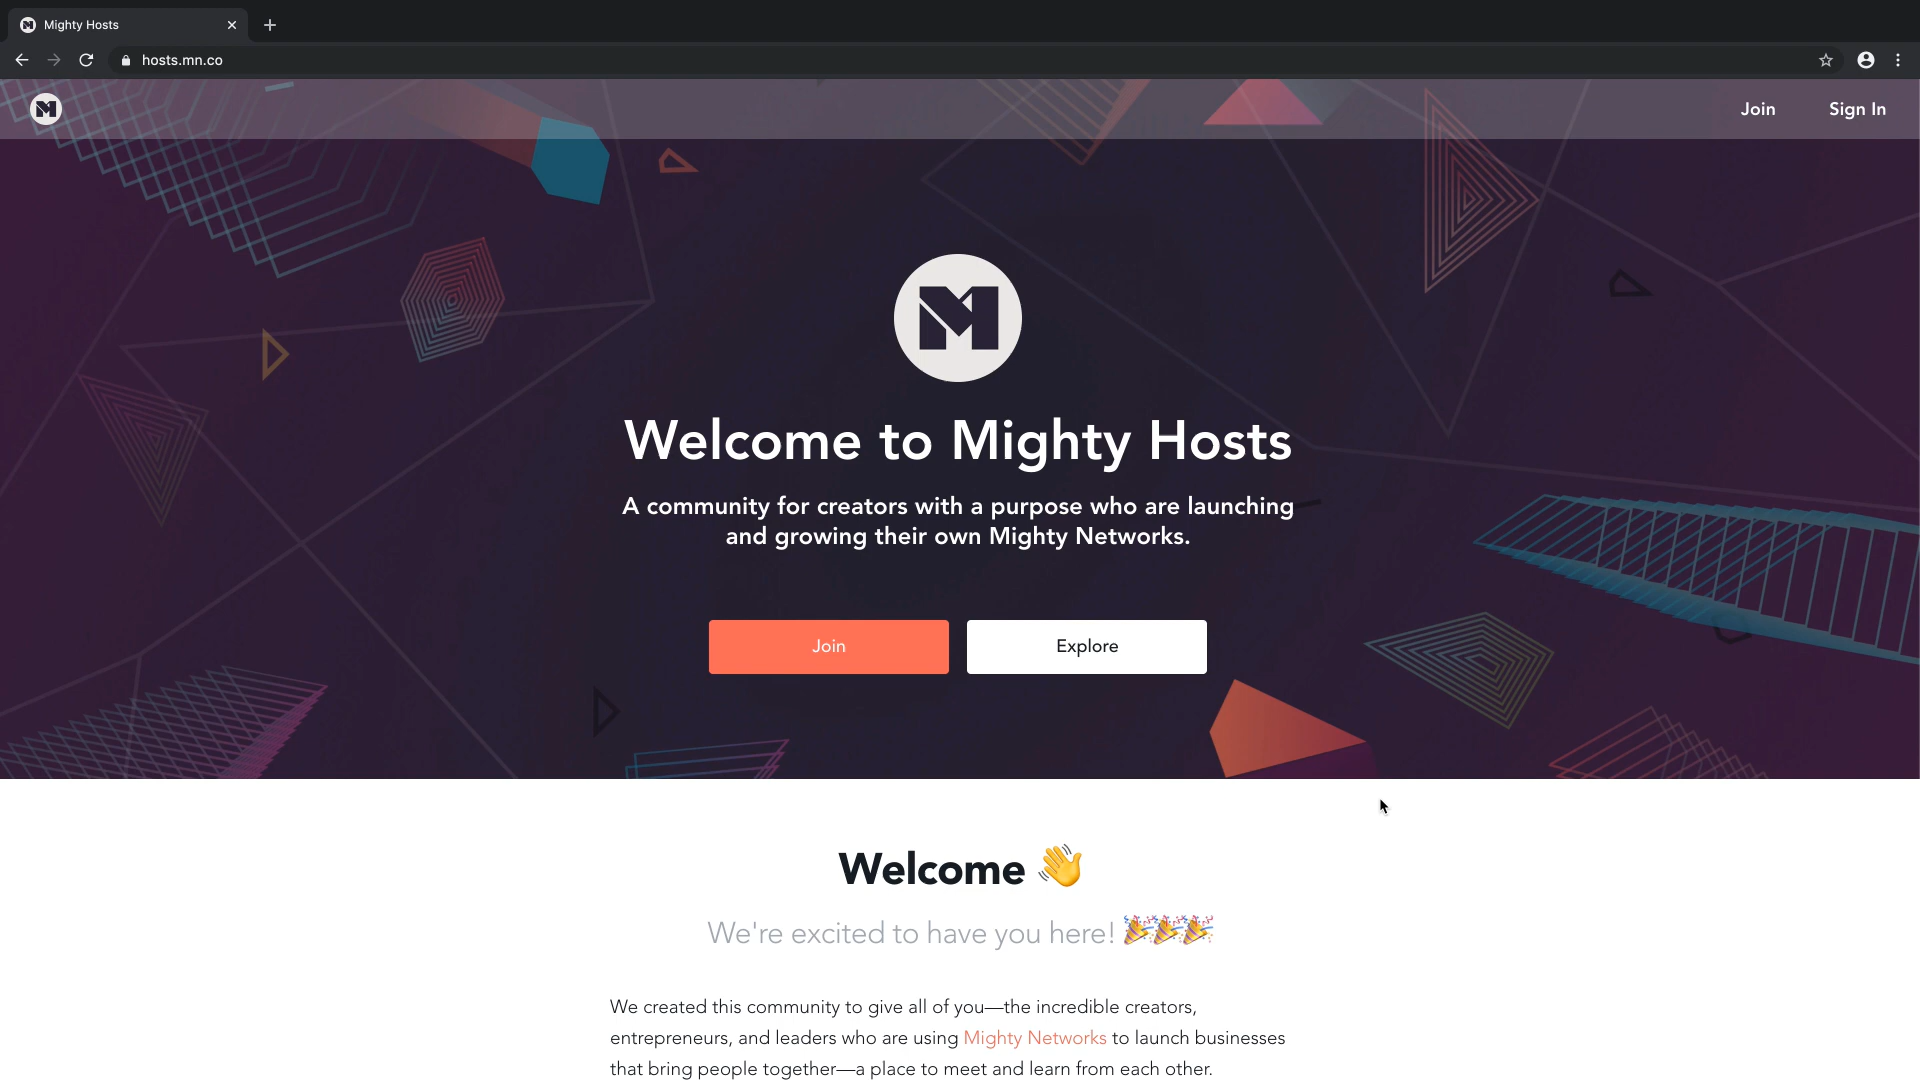 Mighty Hosts
hosts.mn.co
Join
Sign In
Welcome to Mighty Hosts
A community for creators with a purpose who are launching
and growing their own Mighty Networks.
Join
Explore
Welcome 👋
We're excited to have you here! 🎉🎉🎉
We created this community to give all of you—the incredible creators,
entrepreneurs, and leaders who are using Mighty Networks to launch businesses
that bring people together—a place to meet and learn from each other.